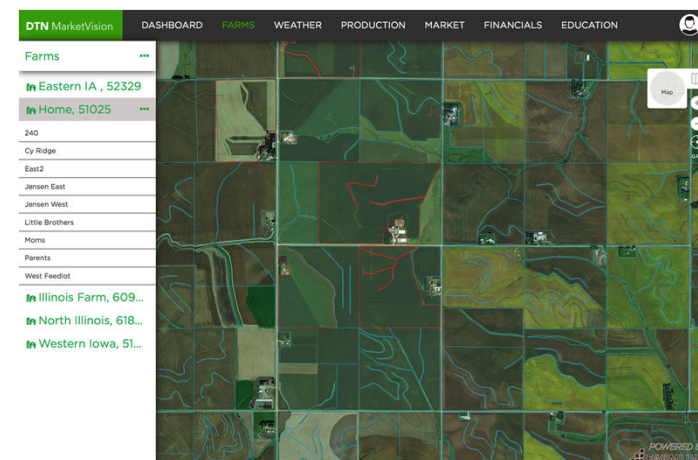 DTN MarketVision
DASHBOARD FARMS WEATHER PRODUCTION MARKET FINANCIALS EDUCATION
Farms •••
Eastern IA , 52329
Home, 51025 •••
240
Cy Ridge
East2
Jensen East
Jensen West
Little Brothers
Moms
Parents
West Feedlot
Illinois Farm, 609...
North Illinois, 618...
Western Iowa, 51...
Map
POWERED